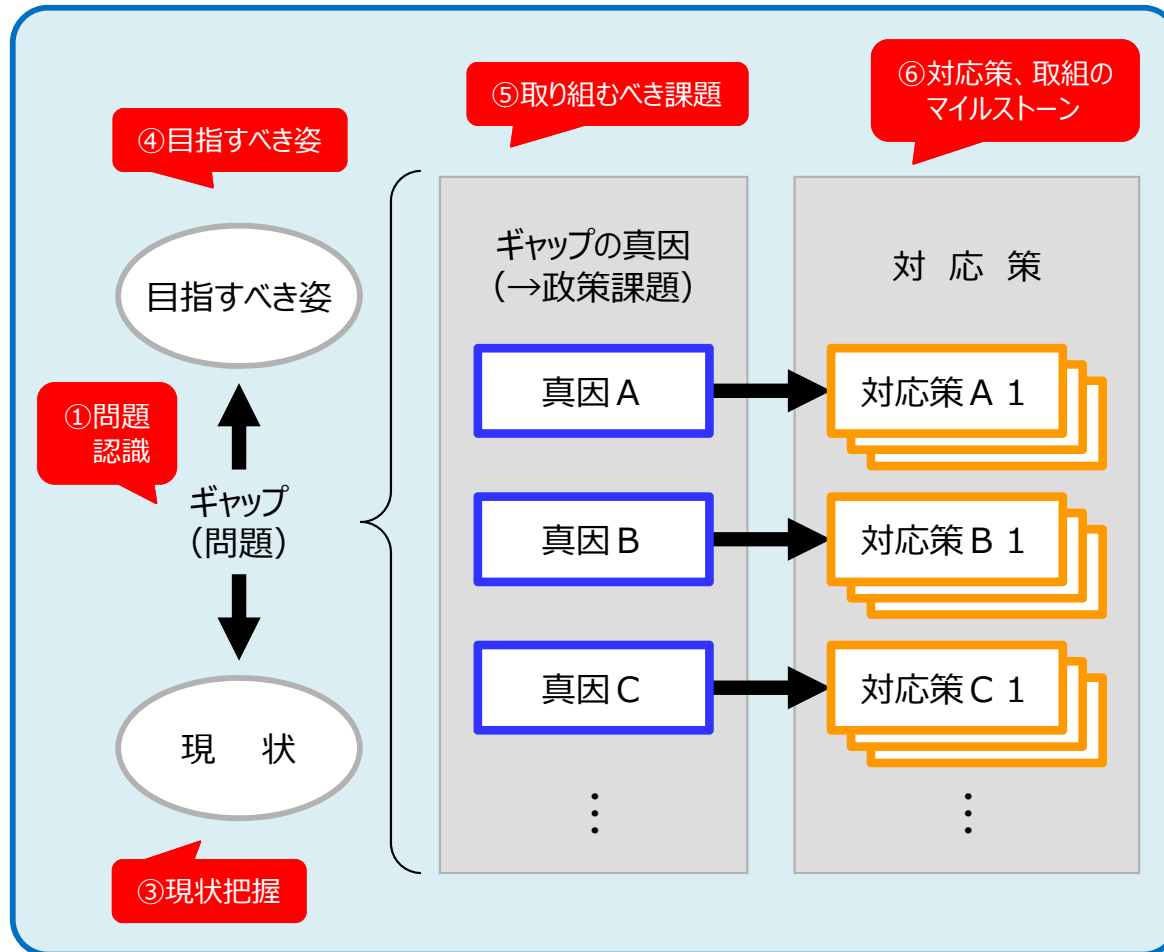 ④目指すべき姿
目指すべき姿
①問題
認識
ギャップ
(問題)
現 状
③現状把握
⑤取り組むべき課題
ギャップの真因
(→政策課題)
真因A
真因B
真因C
⋮
⑥対応策、取組の
マイルストーン
対 応 策
対応策A1
対応策B1
対応策C1
⋮